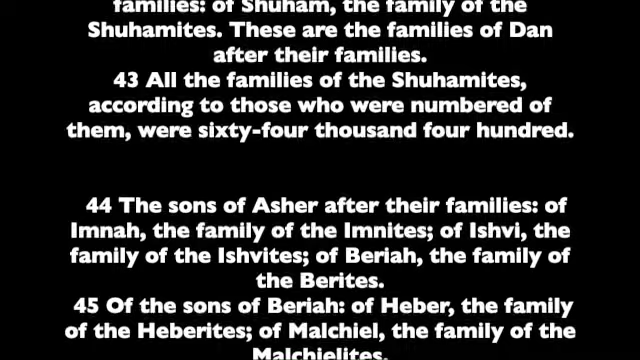 families: of Shuham, the family of the
Shuhamites. These are the families of Dan
after their families.
43 All the families of the Shuhamites,
according to those who were numbered of
them, were sixty-four thousand four hundred.
44 The sons of Asher after their families: of
Imnah, the family of the Imnites; of Ishvi, the
family of the Ishvites; of Beriah, the family of
the Berites.
45 Of the sons of Beriah: of Heber, the family
of the Heberites; of Malchiel, the family of the
Malchielites.